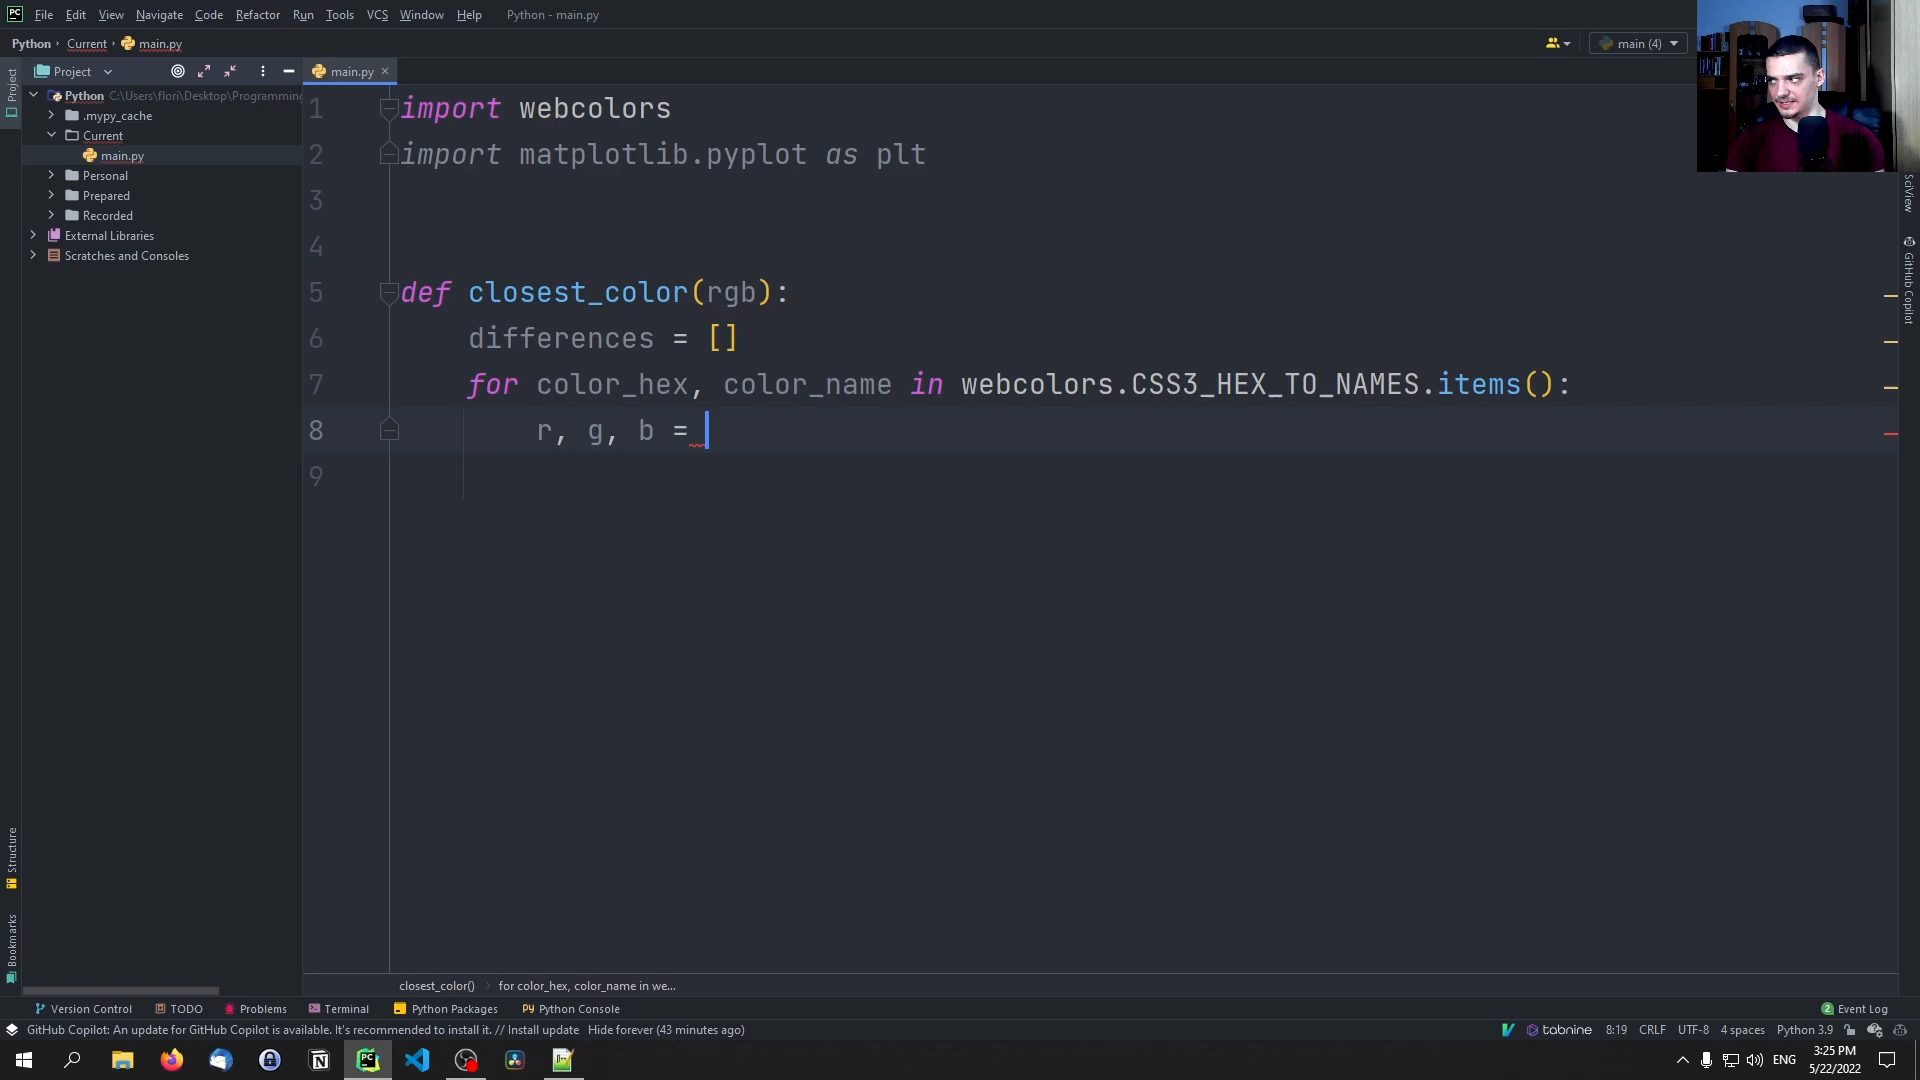 PC File Edit View Navigate Code Refactor Run Tools VCS Window Help Python - main.py
Python Current main.py main (4)
Project main.py
Project
Python C:\Users\flori\Desktop\Programming
.mypy_cache
Current
main.py
Personal
Prepared
Recorded
External Libraries
Scratches and Consoles
Structure
Bookmarks
1 import webcolors
2 import matplotlib.pyplot as plt
3
4
5 def closest_color(rgb):
6 differences = []
7 for color_hex, color_name in webcolors.CSS3_HEX_TO_NAMES.items():
8 r, g, b =
9
SciView
GitHub Copilot
closest_color() for color_hex, color_name in we...
Version Control TODO Problems Terminal Python Packages Python Console 2 Event Log
GitHub Copilot: An update for GitHub Copilot is available. It's recommended to install it. // Install update Hide forever (43 minutes ago) tabnine 8:19 CRLF UTF-8 4 spaces Python 3.9
N PC ENG 3:25 PM
5/22/2022